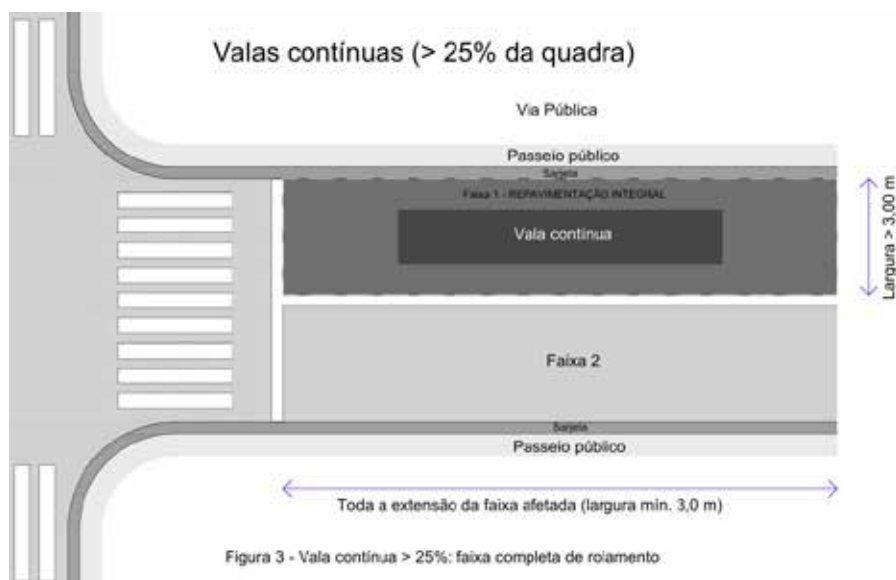 Valas contínuas (> 25% da quadra)
Via Pública
Passeio público
Sarjeta
Faixa 1 - REPAVIMENTAÇÃO INTEGRAL
Vala contínua
Largura > 3,00 m
Faixa 2
Sarjeta
Passeio público
Toda a extensão da faixa afetada (largura mín. 3,0 m)
Figura 3 - Vala contínua > 25%: faixa completa de rolamento